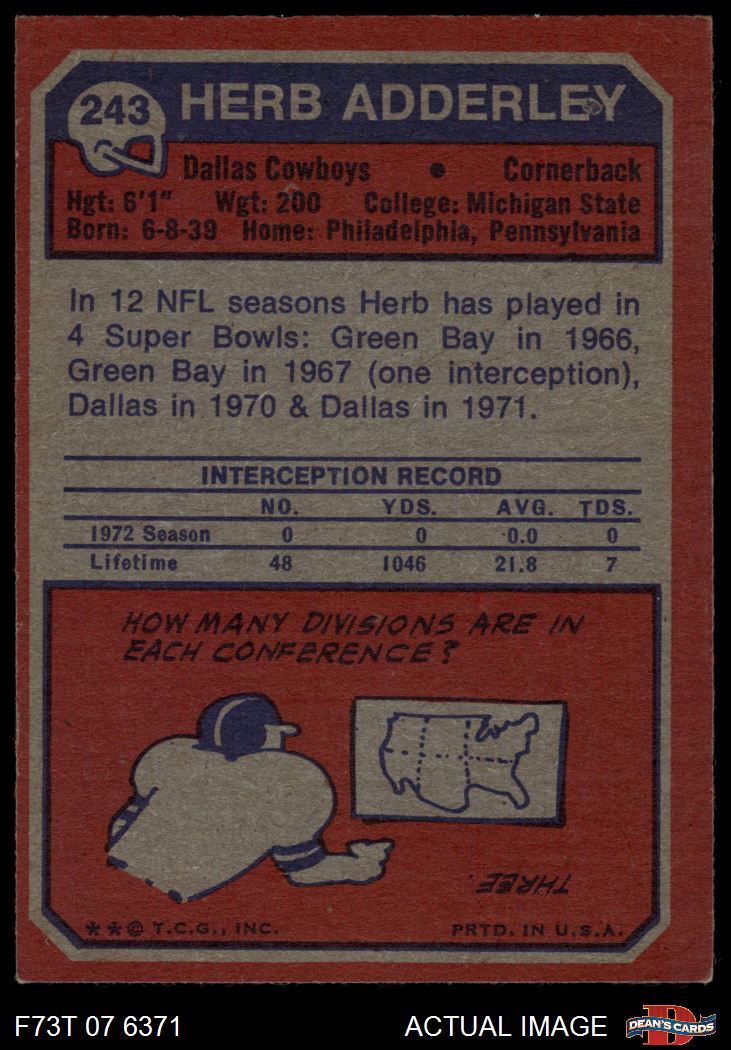 243 HERB ADDERLEY
Dallas Cowboys • Cornerback
Hgt: 6'1" Wgt: 200 College: Michigan State
Born: 6-8-39 Home: Philadelphia, Pennsylvania
In 12 NFL seasons Herb has played in
4 Super Bowls: Green Bay in 1966,
Green Bay in 1967 (one interception),
Dallas in 1970 & Dallas in 1971.
INTERCEPTION RECORD
NO. YDS. AVG. TDS.
1972 Season 0 0 0.0 0
Lifetime 48 1046 21.8 7
HOW MANY DIVISIONS ARE IN
EACH CONFERENCE?
THREE.
**© T.C.G., INC. PRTD. IN U.S.A.
F73T 07 6371 ACTUAL IMAGE DEAN'S CARDS